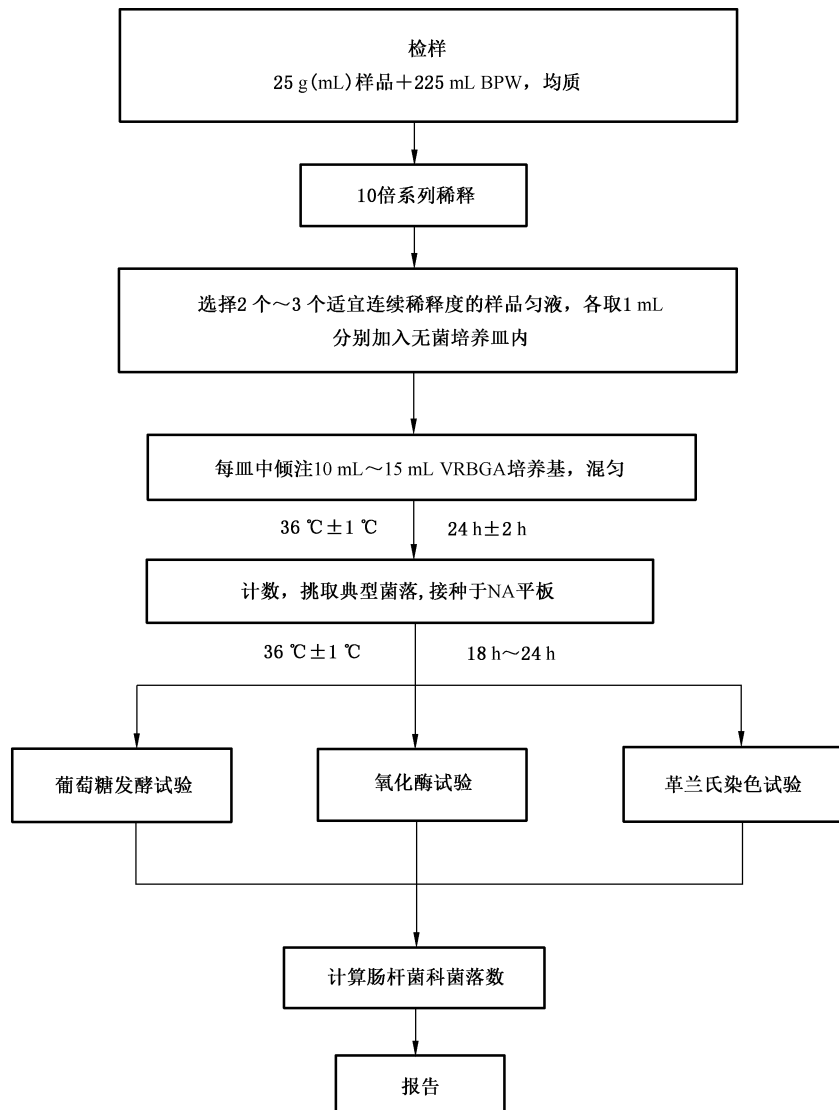 检样
25 g(mL)样品＋225 mL BPW，均质
10倍系列稀释
选择2 个～3 个适宜连续稀释度的样品匀液，各取1 mL
分别加入无菌培养皿内
每皿中倾注10 mL～15 mL VRBGA培养基，混匀
36 ℃±1 ℃ 24 h±2 h
计数，挑取典型菌落,接种于NA平板
36 ℃±1 ℃ 18 h～24 h
葡萄糖发酵试验 氧化酶试验 革兰氏染色试验
计算肠杆菌科菌落数
报告